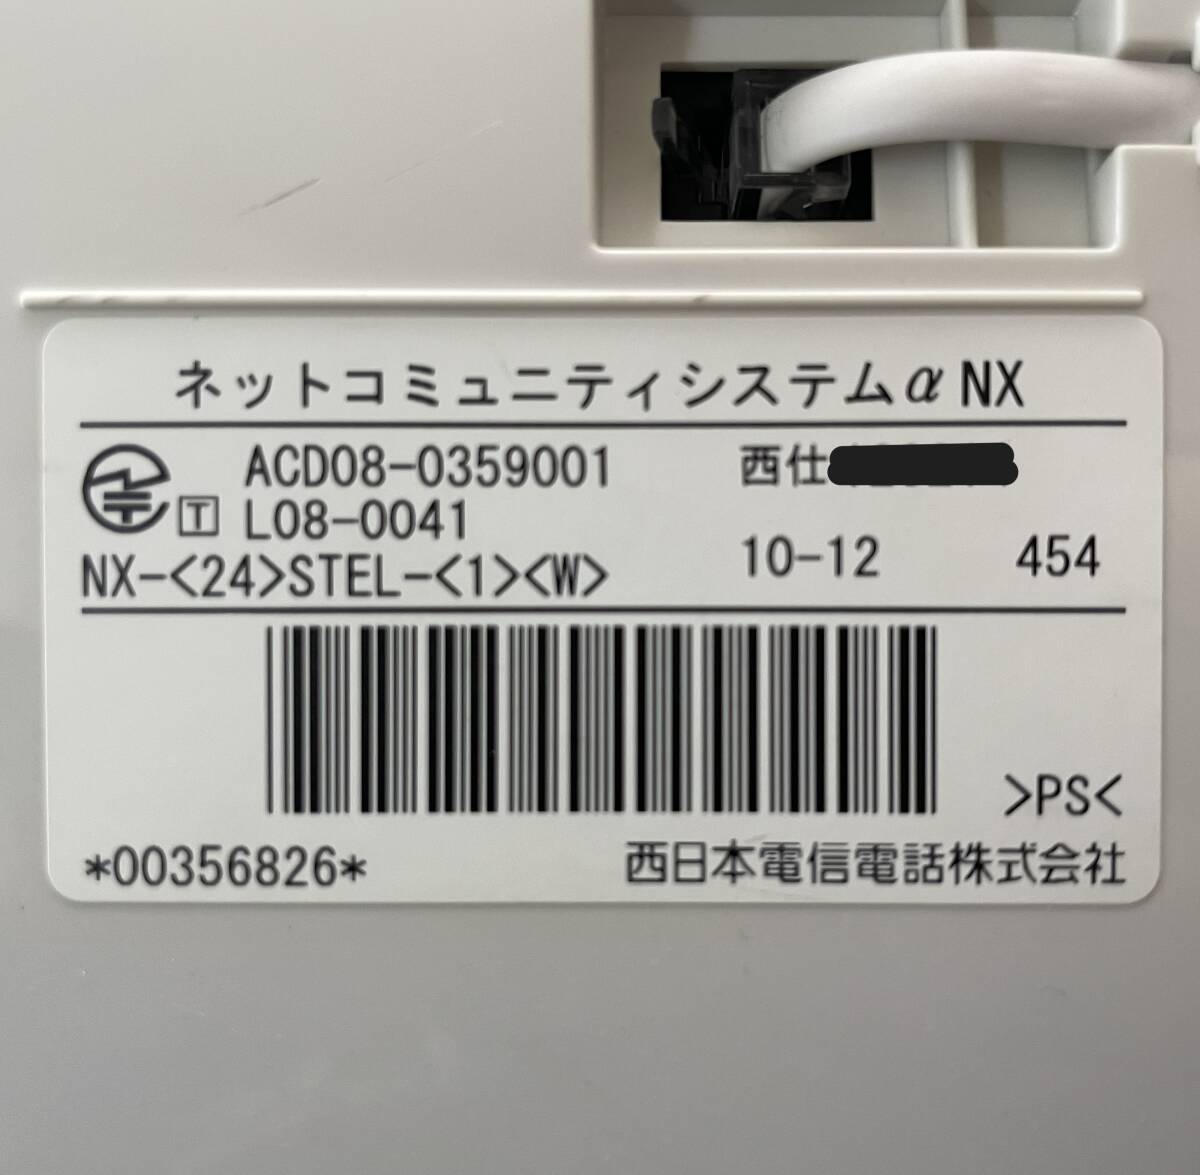 ネットコミュニティシステムα NX
ACD08-0359001 西仕
T L08-0041
NX-<24>STEL-<1><W> 10-12 454
>PS<
*00356826* 西日本電信電話株式会社